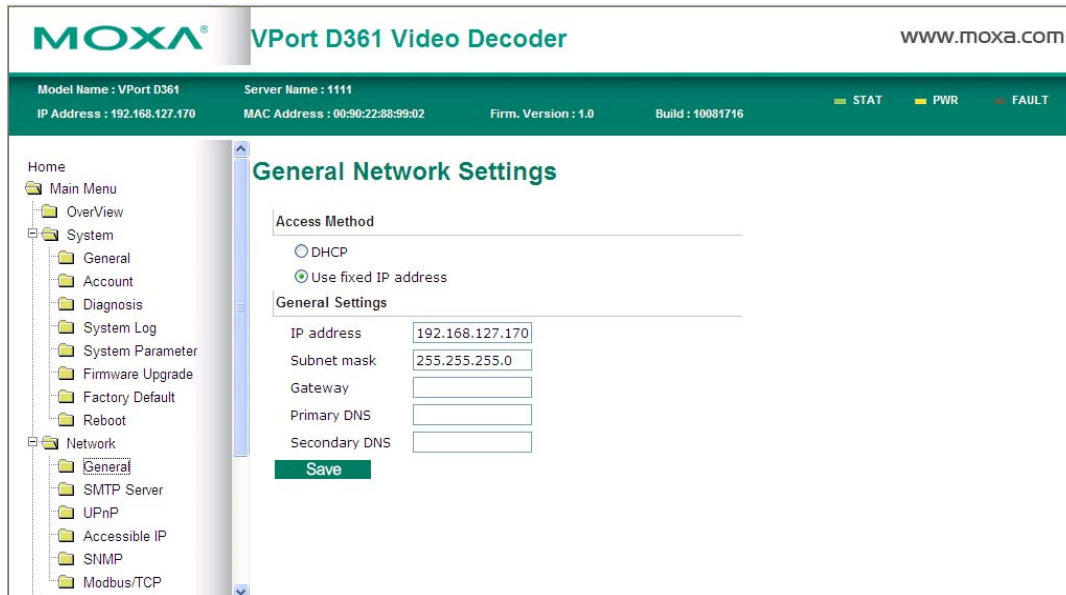 MOXA®
VPort D361 Video Decoder
www.moxa.com
Model Name : VPort D361
Server Name : 1111
IP Address : 192.168.127.170
MAC Address : 00:90:22:88:99:02
Firm. Version : 1.0
Build : 10081716
STAT
PWR
FAULT
Home
Main Menu
OverView
System
General
Account
Diagnosis
System Log
System Parameter
Firmware Upgrade
Factory Default
Reboot
Network
General
SMTP Server
UPnP
Accessible IP
SNMP
Modbus/TCP
General Network Settings
Access Method
DHCP
Use fixed IP address
General Settings
IP address 192.168.127.170
Subnet mask 255.255.255.0
Gateway
Primary DNS
Secondary DNS
Save